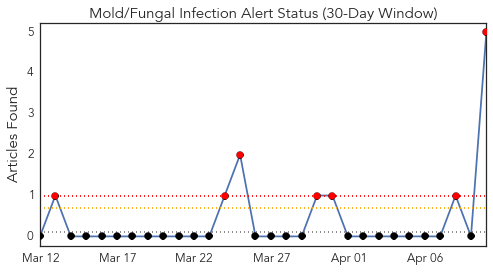 Mold/Fungal Infection Alert Status (30-Day Window)
Articles Found
5
4
3
2
1
0
Mar 12 Mar 17 Mar 22 Mar 27 Apr 01 Apr 06